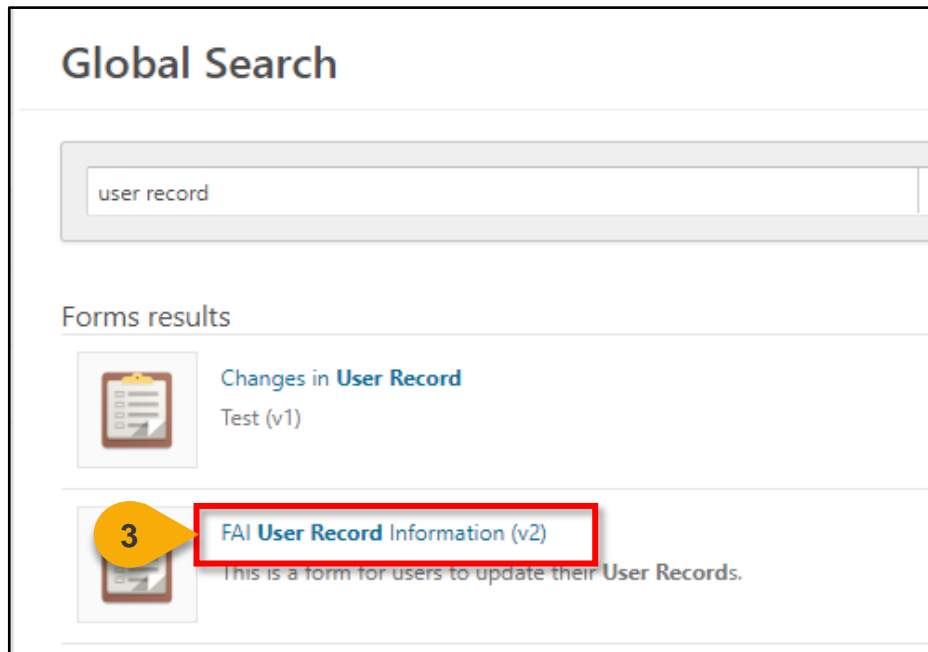 Global Search
user record
Forms results
Changes in User Record
Test (v1)
3
FAI User Record Information (v2)
This is a form for users to update their User Records.